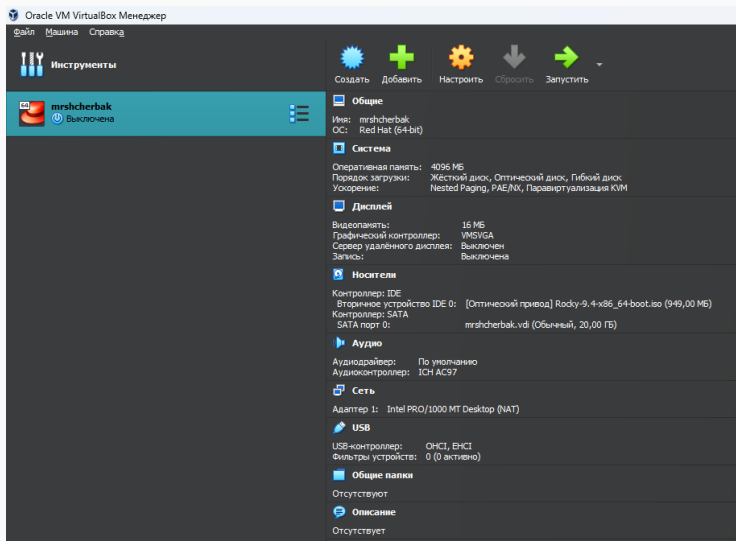 Oracle VM VirtualBox Менеджер
Файл Машина Справка
Инструменты
Создать Добавить Настроить Сбросить Запустить
64 mrshcherbak
Выключена
Общие
Имя: mrshcherbak
ОС: Red Hat (64-bit)
Система
Оперативная память: 4096 МБ
Порядок загрузки: Жёсткий диск, Оптический диск, Гибкий диск
Ускорение: Nested Paging, PAE/NX, Паравиртуализация KVM
Дисплей
Видеопамять: 16 МБ
Графический контроллер: VMSVGA
Сервер удалённого дисплея: Выключен
Запись: Выключена
Носители
Контроллер: IDE
Вторичное устройство IDE 0: [Оптический привод] Rocky-9.4-x86_64-boot.iso (949,00 МБ)
Контроллер: SATA
SATA порт 0: mrshcherbak.vdi (Обычный, 20,00 ГБ)
Аудио
Аудиодрайвер: По умолчанию
Аудиоконтроллер: ICH AC97
Сеть
Адаптер 1: Intel PRO/1000 MT Desktop (NAT)
USB
USB-контроллер: OHCI, EHCI
Фильтры устройств: 0 (0 активно)
Общие папки
Отсутствуют
Описание
Отсутствует